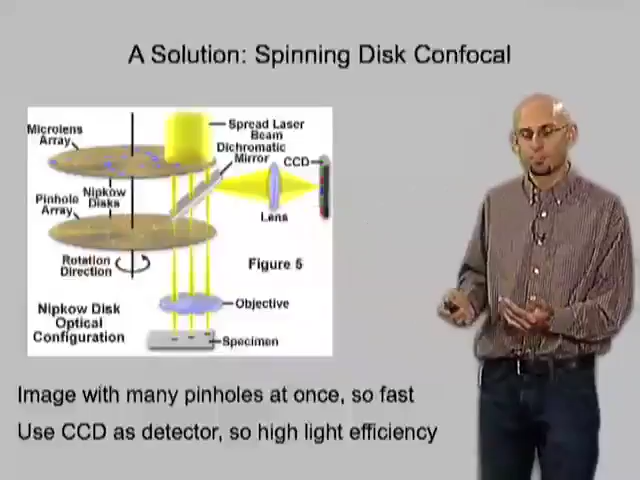 A Solution: Spinning Disk Confocal
Microlens
Array
Spread Laser
Beam
Dichromatic
Mirror
CCD
Nipkow
Disks
Pinhole
Array
Lens
Rotation
Direction
Figure 5
Nipkow Disk
Optical
Configuration
Objective
Specimen
Image with many pinholes at once, so fast
Use CCD as detector, so high light efficiency